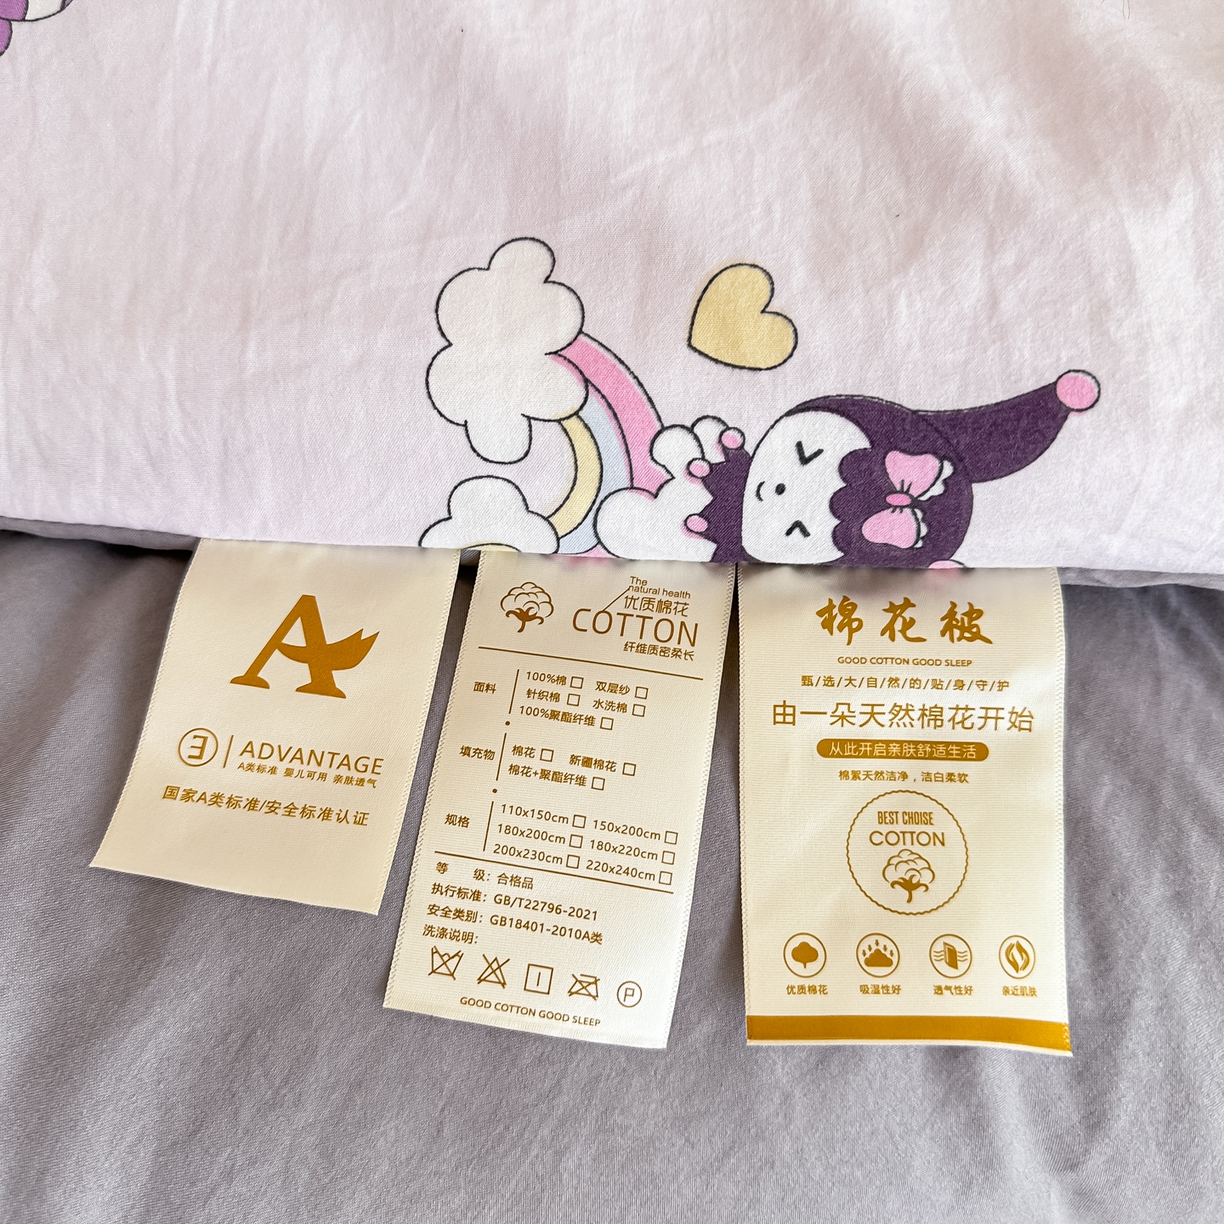 A
ADVANTAGE
A类标准 婴儿可用 亲肤透气
国家A类标准/安全标准认证
The
natural health
优质棉花
COTTON
纤维质密柔长
面料
100%棉□ 双层纱□
针织棉□ 水洗棉□
100%聚酯纤维□
填充物
棉花□ 新疆棉花□
棉花+聚酯纤维□
规格
110x150cm□ 150x200cm□
180x200cm□ 180x220cm□
200x230cm□ 220x240cm□
等 级：合格品
执行标准：GB/T22796-2021
安全类别：GB18401-2010A类
洗涤说明：
P
GOOD COTTON GOOD SLEEP
棉花被
GOOD COTTON GOOD SLEEP
甄/选/大/自/然/的/贴/身/守/护
由一朵天然棉花开始
从此开启亲肤舒适生活
棉絮天然洁净，洁白柔软
BEST CHOISE
COTTON
优质棉花 吸湿性好 透气性好 亲近肌肤